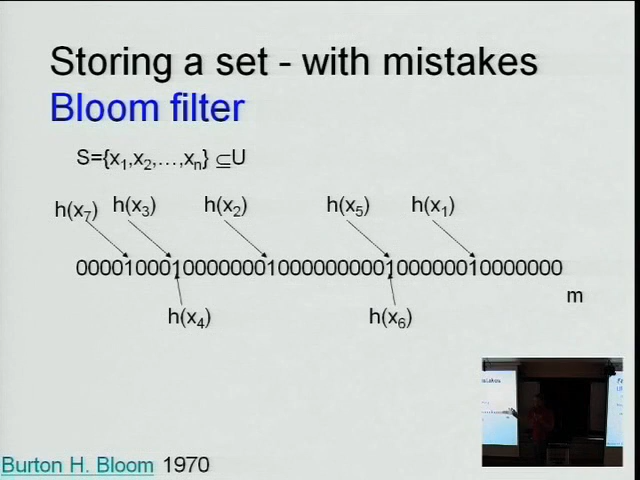 Storing a set - with mistakes
Bloom filter
S={x₁,x₂,…,xₙ} ⊆U
h(x₇) h(x₃) h(x₂) h(x₅) h(x₁)
0000100010000000100000000001000000010000000
m
h(x₄) h(x₆)
Burton H. Bloom 1970